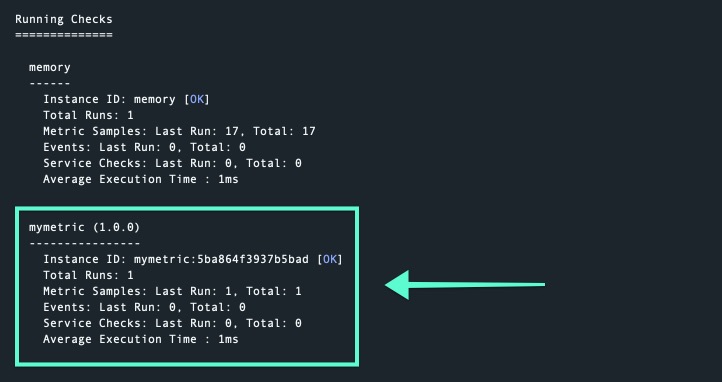 Running Checks
==============
memory
------
Instance ID: memory [OK]
Total Runs: 1
Metric Samples: Last Run: 17, Total: 17
Events: Last Run: 0, Total: 0
Service Checks: Last Run: 0, Total: 0
Average Execution Time : 1ms
mymetric (1.0.0)
----------------
Instance ID: mymetric:5ba864f3937b5bad [OK]
Total Runs: 1
Metric Samples: Last Run: 1, Total: 1
Events: Last Run: 0, Total: 0
Service Checks: Last Run: 0, Total: 0
Average Execution Time : 1ms